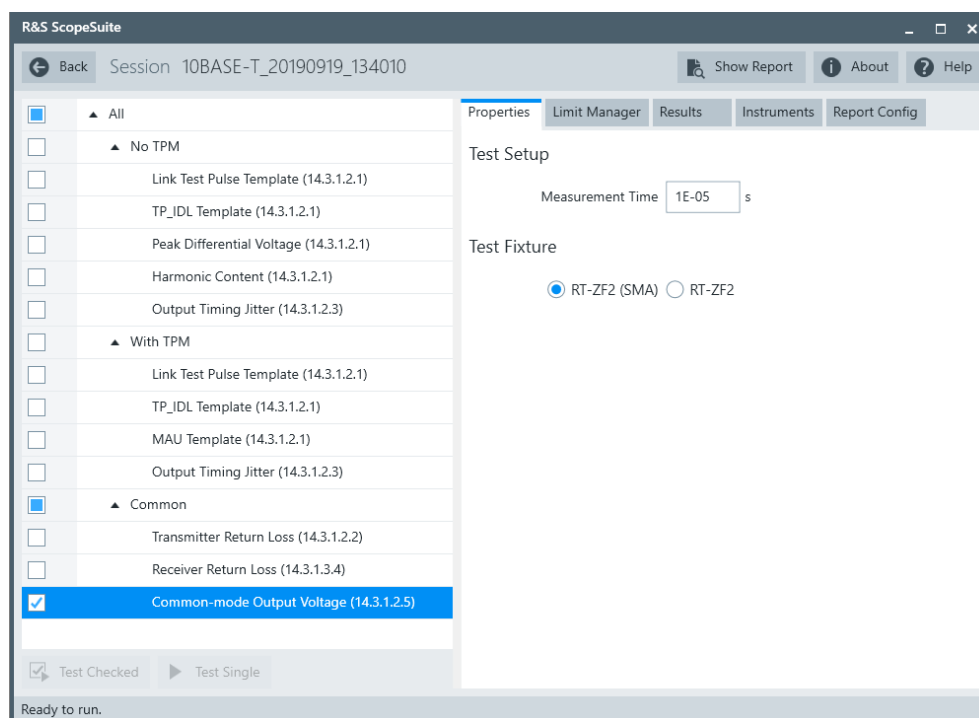 R&S ScopeSuite
Back Session 10BASE-T_20190919_134010 Show Report About Help
All
No TPM
Link Test Pulse Template (14.3.1.2.1)
TP_IDL Template (14.3.1.2.1)
Peak Differential Voltage (14.3.1.2.1)
Harmonic Content (14.3.1.2.1)
Output Timing Jitter (14.3.1.2.3)
With TPM
Link Test Pulse Template (14.3.1.2.1)
TP_IDL Template (14.3.1.2.1)
MAU Template (14.3.1.2.1)
Output Timing Jitter (14.3.1.2.3)
Common
Transmitter Return Loss (14.3.1.2.2)
Receiver Return Loss (14.3.1.3.4)
Common-mode Output Voltage (14.3.1.2.5)
Test Checked Test Single
Properties Limit Manager Results Instruments Report Config
Test Setup
Measurement Time 1E-05 s
Test Fixture
RT-ZF2 (SMA) RT-ZF2
Ready to run.